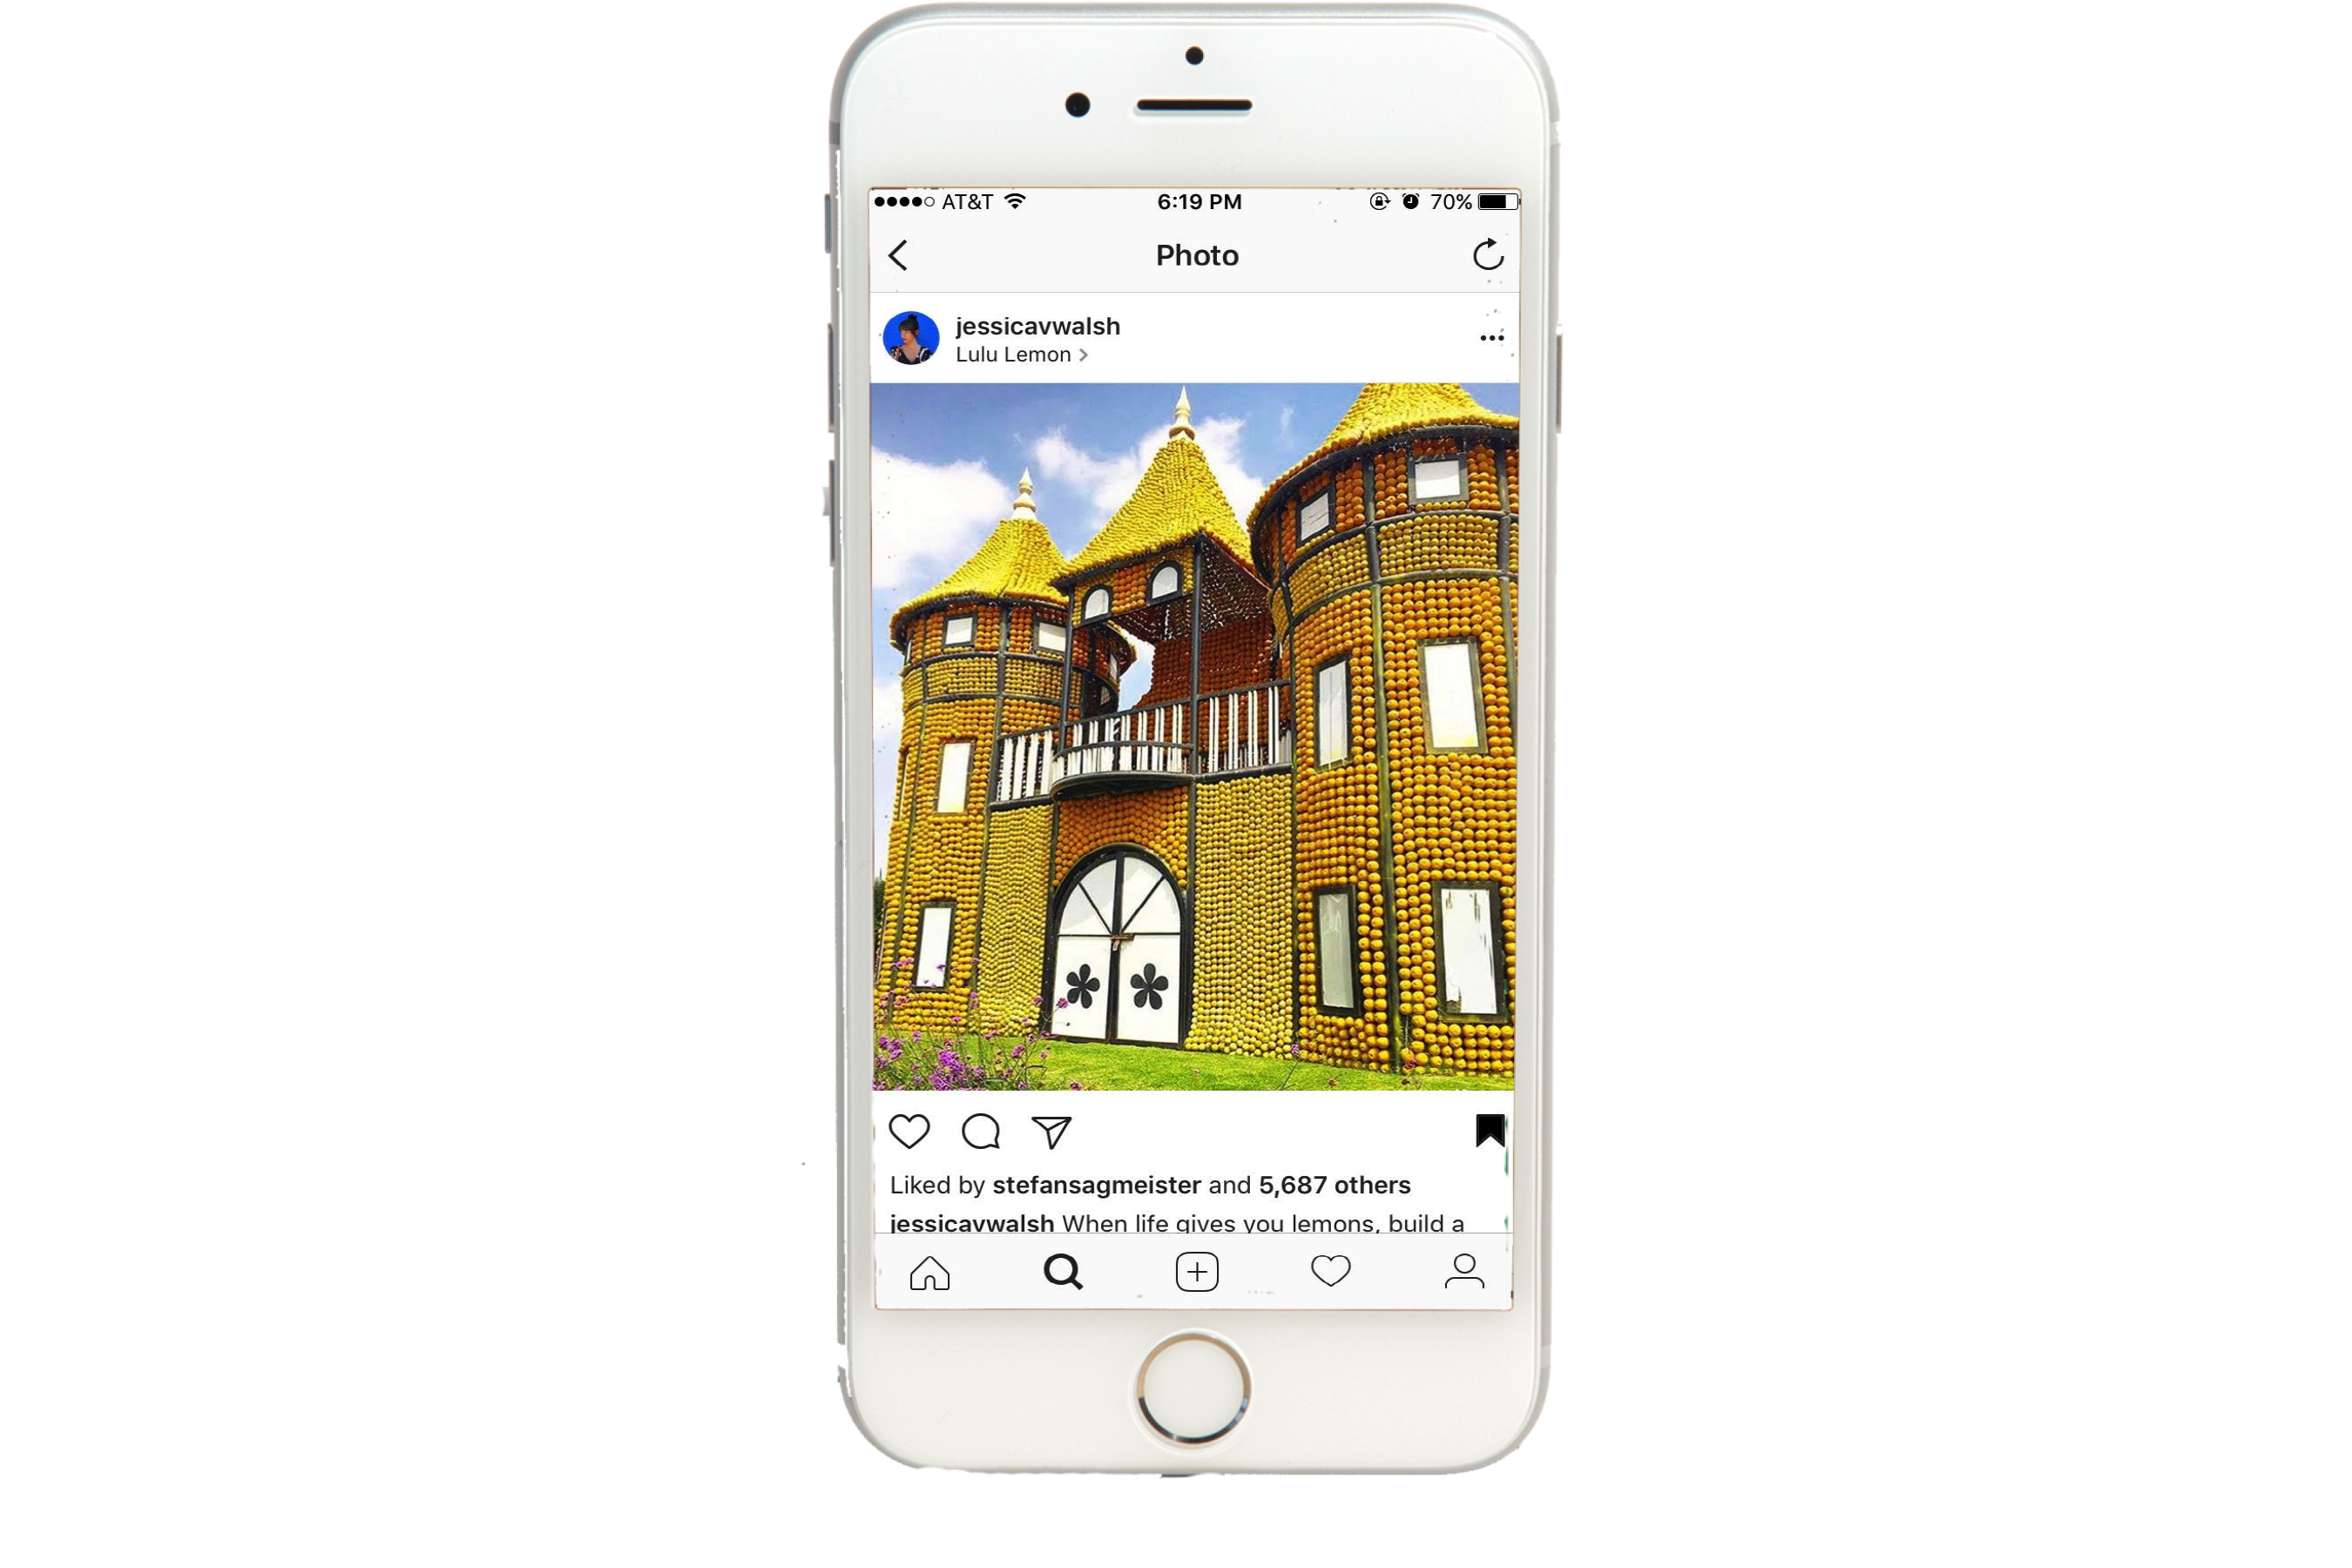 AT&T 6:19 PM 70%
Photo
jessicavwalsh
Lulu Lemon
Liked by stefansagmeister and 5,687 others
jessicavwalsh When life gives you lemons, build a